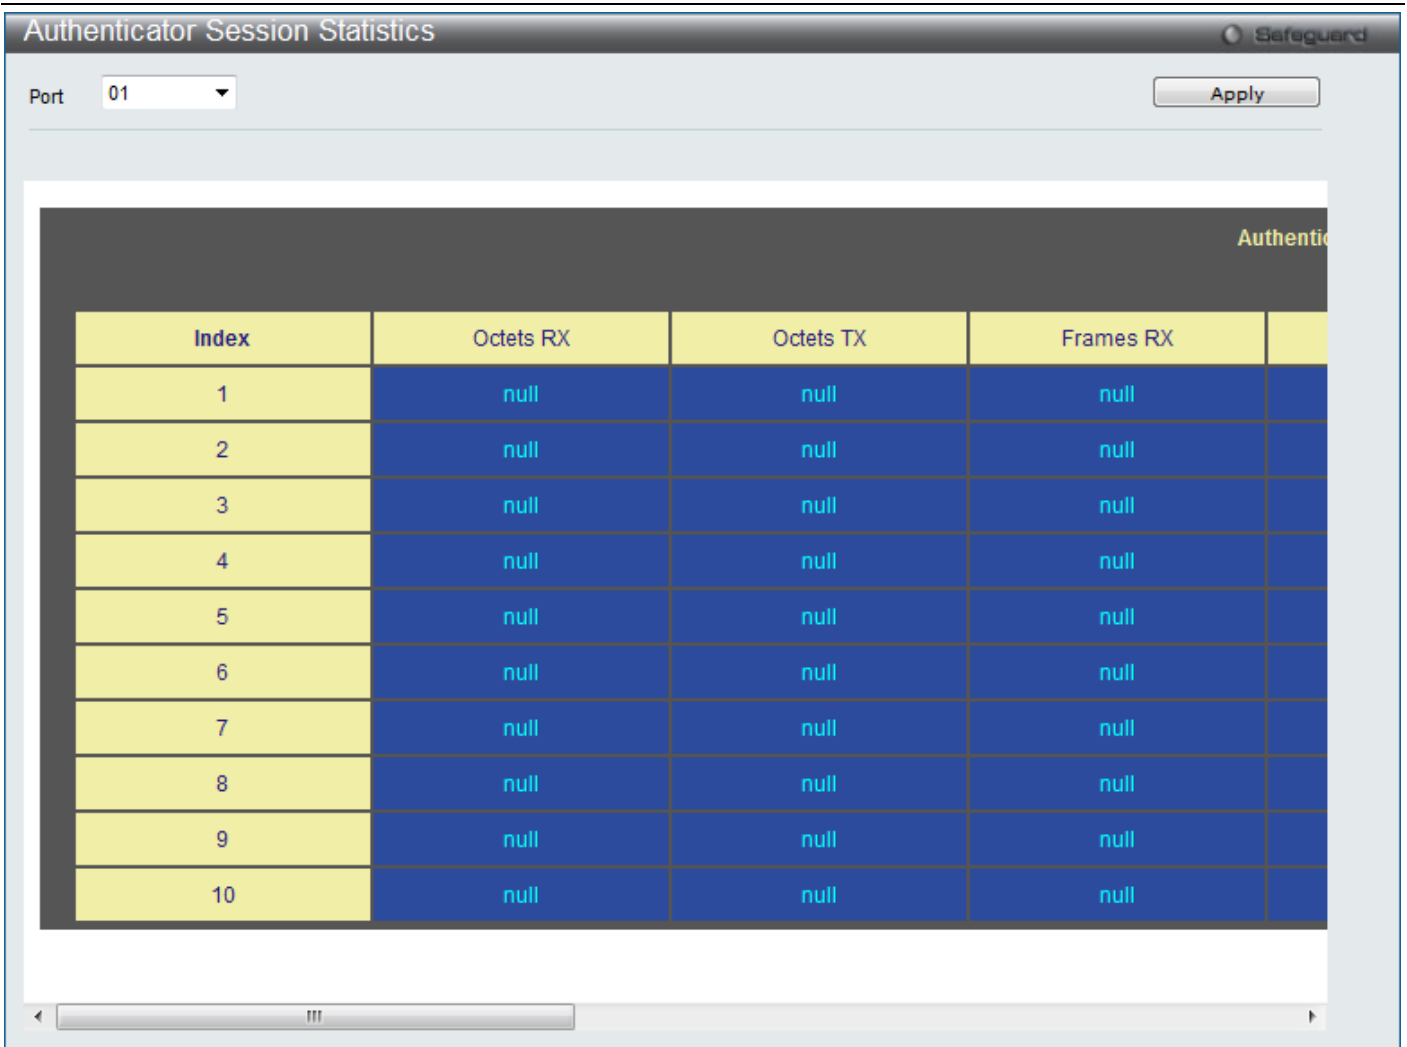 Authenticator Session Statistics
Safeguard
Port 01 Apply
Authentic
Index Octets RX Octets TX Frames RX
1 null null null
2 null null null
3 null null null
4 null null null
5 null null null
6 null null null
7 null null null
8 null null null
9 null null null
10 null null null